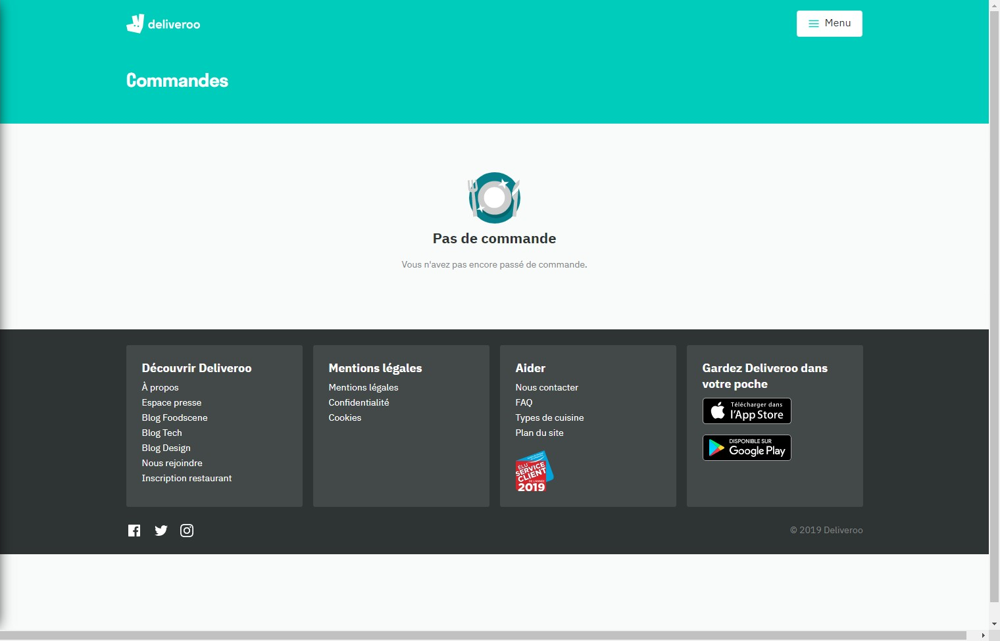 deliveroo
Menu
Commandes
Pas de commande
Vous n'avez pas encore passé de commande.
Découvrir Deliveroo
À propos
Espace presse
Blog Foodscene
Blog Tech
Blog Design
Nous rejoindre
Inscription restaurant
Mentions légales
Mentions légales
Confidentialité
Cookies
Aider
Nous contacter
FAQ
Types de cuisine
Plan du site
ÉLU
SERVICE
CLIENT
DE L'ANNÉE
2019
Gardez Deliveroo dans
votre poche
Télécharger dans
l'App Store
DISPONIBLE SUR
Google Play
© 2019 Deliveroo